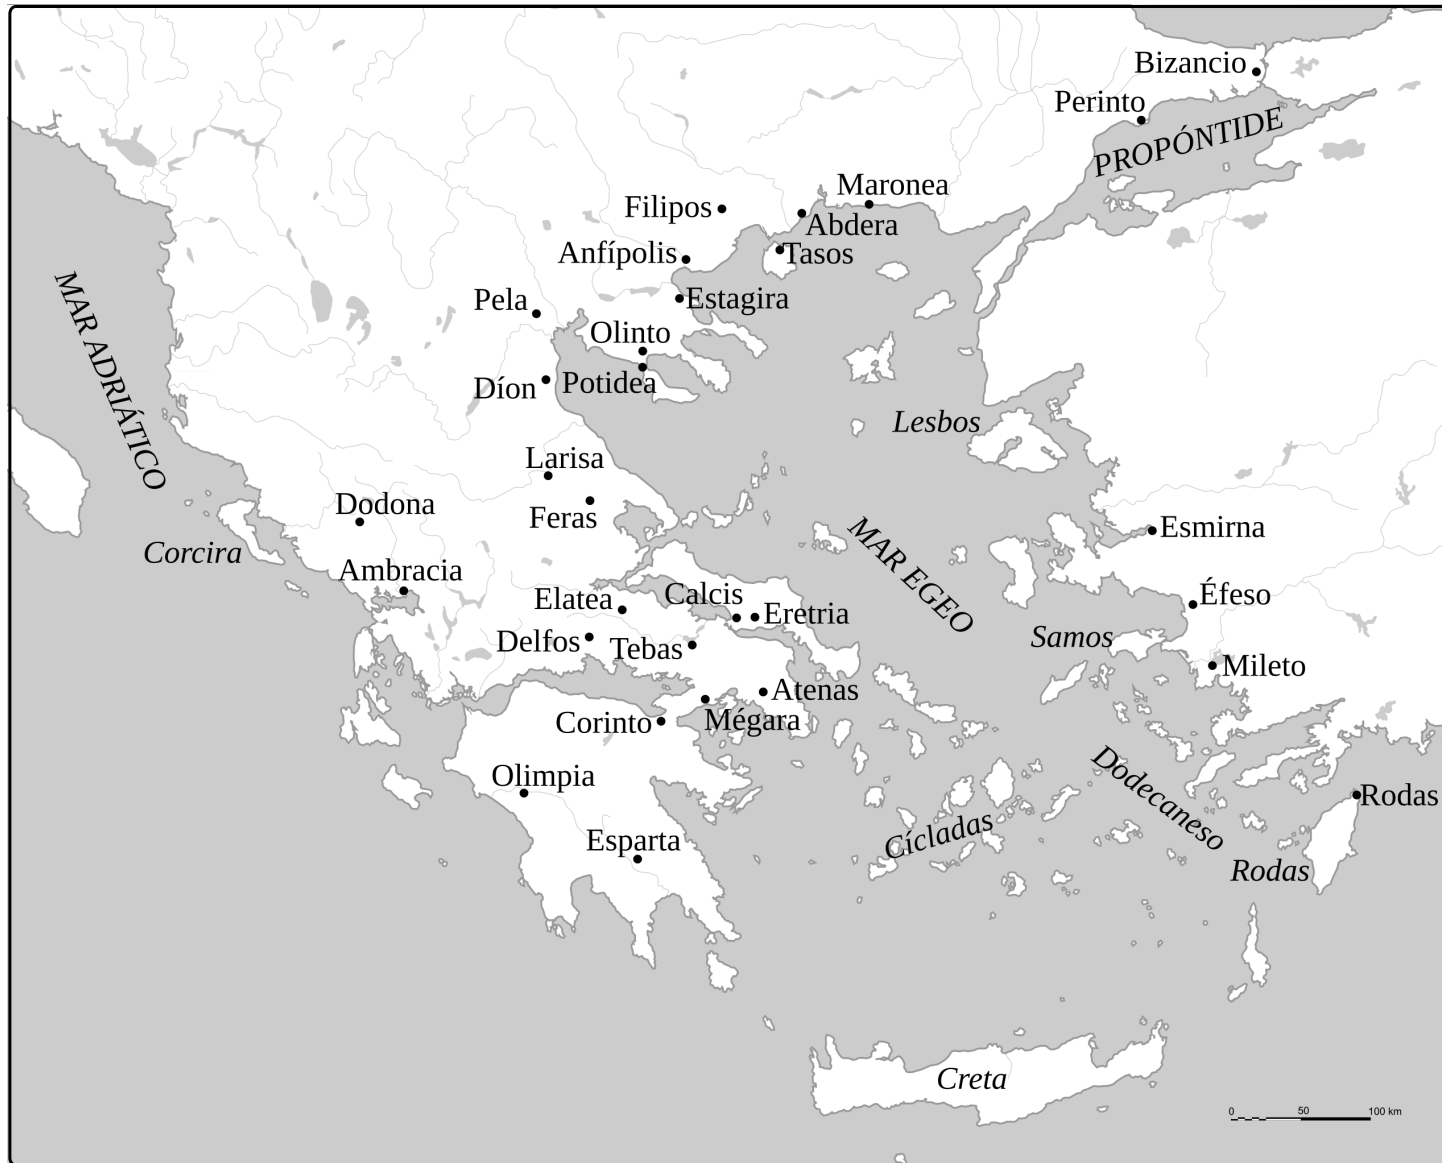 Bizancio
Perinto
PROPÓNTIDE
Maronea
Filipos
Abdera
Anfípolis
Tasos
Estagira
Pela
Olinto
Díon
Potidea
MAR ADRIÁTICO
Lesbos
Larisa
Dodona
Feras
Esmirna
Corcira
MAR EGEO
Ambracia
Calcis
Elatea
Eretria
Éfeso
Delfos
Tebas
Samos
Mileto
Atenas
Corinto
Mégara
Olimpia
Dodecaneso
Rodas
Cícladas
Esparta
Rodas
Creta
0 50 100 km